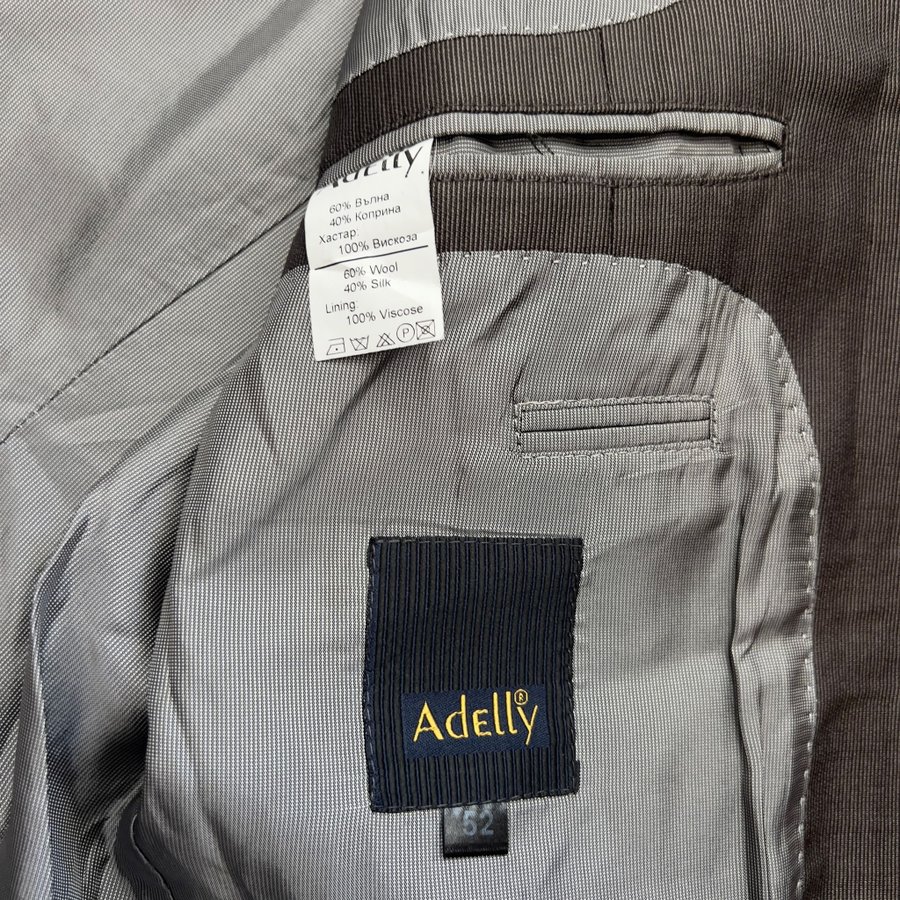 Adelly
60% Вълна
40% Коприна
Хастар:
100% Вискоза
60% Wool
40% Silk
Lining:
100% Viscose
P
Adelly®
52